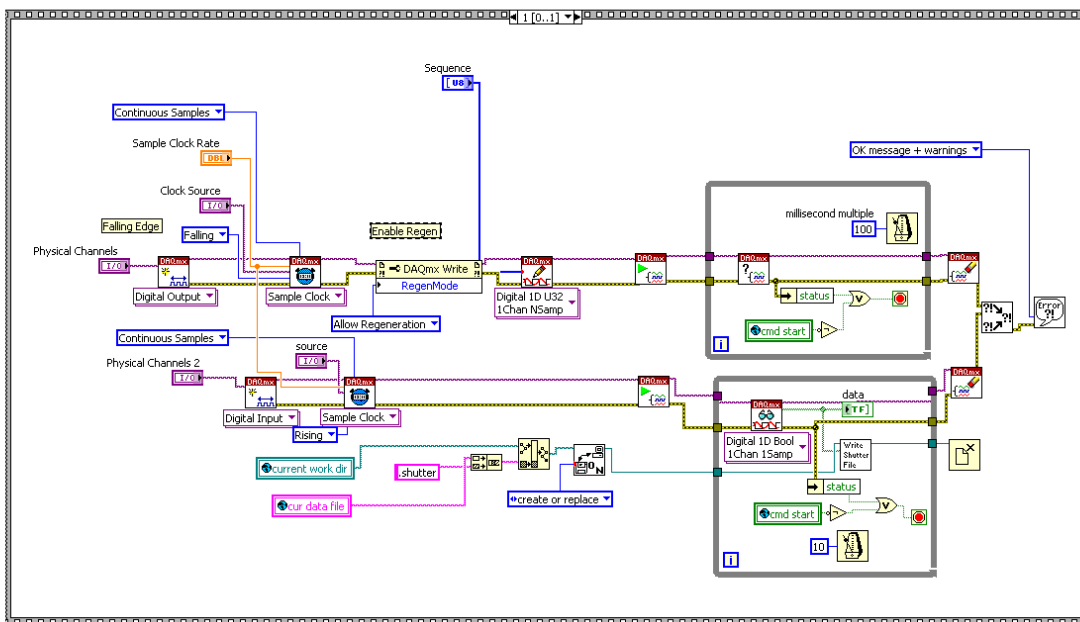 1 [0..1]
Sequence
[U8]
Continuous Samples
Sample Clock Rate
DBL
OK message + warnings
Clock Source
I/O
millisecond multiple
100
Falling Edge
Enable Regen
Falling
Physical Channels
I/O
DAQmx
DAQmx
DAQmx Write
DAQmx
DAQmx
DAQmx
DAQmx
Error
?!
RegenMode
Digital Output
Sample Clock
Digital 1D U32
1Chan NSamp
status
Allow Regeneration
cmd start
Continuous Samples
source
i
Physical Channels 2
I/O
I/O
DAQmx
DAQmx
DAQmx
DAQmx
DAQmx
data
TF
Digital Input
Sample Clock
Rising
Digital 1D Bool
1Chan 1Samp
Write
Shutter
File
current work dir
.shutter
status
create or replace
cur data file
cmd start
10
i